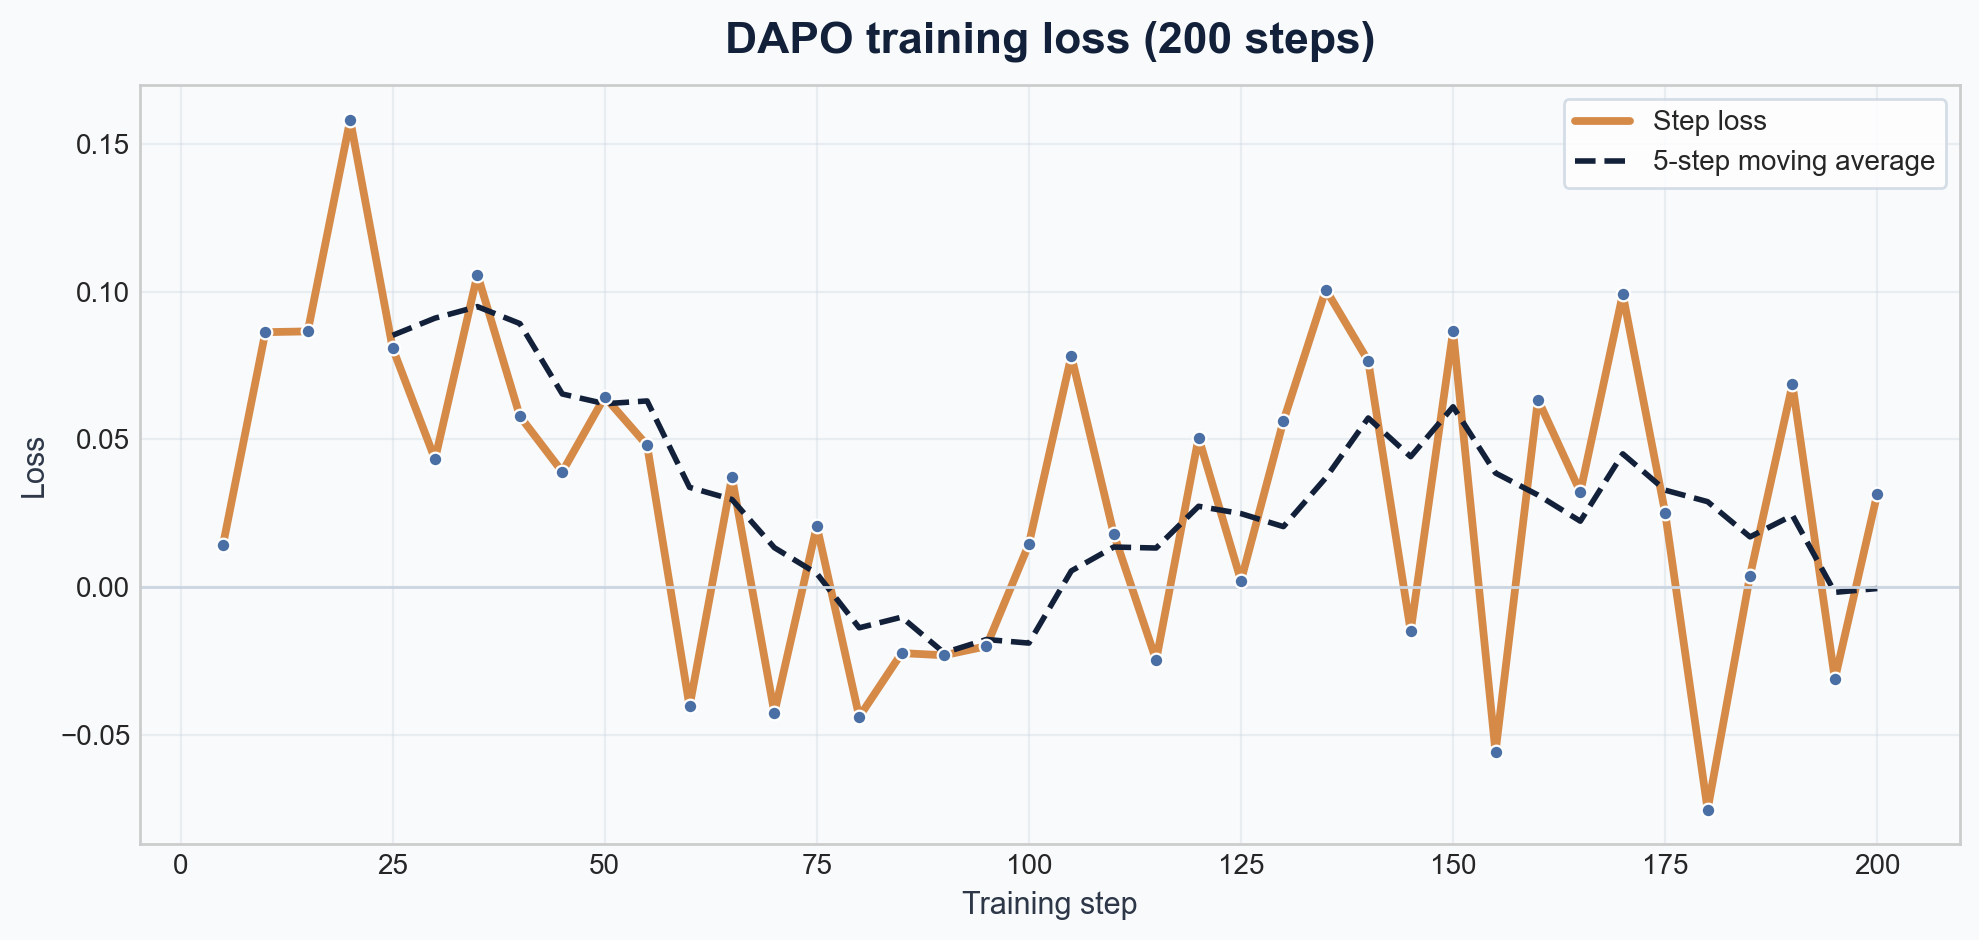 DAPO training loss (200 steps)
Step loss
5-step moving average
0.15
0.10
0.05
0.00
−0.05
Loss
0 25 50 75 100 125 150 175 200
Training step